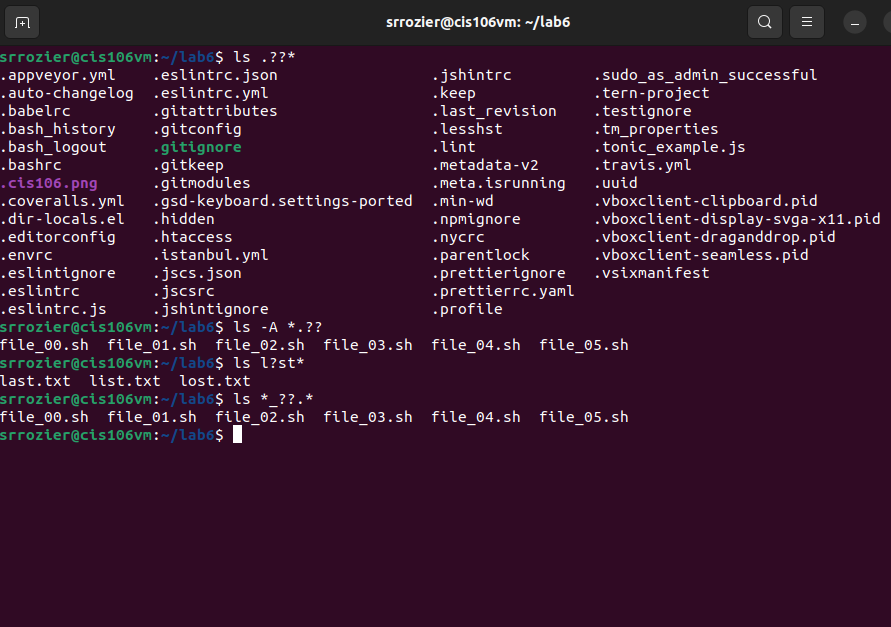 srrozier@cis106vm: ~/lab6
srrozier@cis106vm:~/lab6$ ls .??*
.appveyor.yml .eslintrc.json .jshintrc .sudo_as_admin_successful
.auto-changelog .eslintrc.yml .keep .tern-project
.babelrc .gitattributes .last_revision .testignore
.bash_history .gitconfig .lesshst .tm_properties
.bash_logout .gitignore .lint .tonic_example.js
.bashrc .gitkeep .metadata-v2 .travis.yml
.cis106.png .gitmodules .meta.isrunning .uuid
.coveralls.yml .gsd-keyboard.settings-ported .min-wd .vboxclient-clipboard.pid
.dir-locals.el .hidden .npmignore .vboxclient-display-svga-x11.pid
.editorconfig .htaccess .nycrc .vboxclient-draganddrop.pid
.envrc .istanbul.yml .parentlock .vboxclient-seamless.pid
.eslintignore .jscs.json .prettierignore .vsixmanifest
.eslintrc .jscsrc .prettierrc.yaml
.eslintrc.js .jshintignore .profile
srrozier@cis106vm:~/lab6$ ls -A *.??
file_00.sh file_01.sh file_02.sh file_03.sh file_04.sh file_05.sh
srrozier@cis106vm:~/lab6$ ls l?st*
last.txt list.txt lost.txt
srrozier@cis106vm:~/lab6$ ls *_??.*
file_00.sh file_01.sh file_02.sh file_03.sh file_04.sh file_05.sh
srrozier@cis106vm:~/lab6$